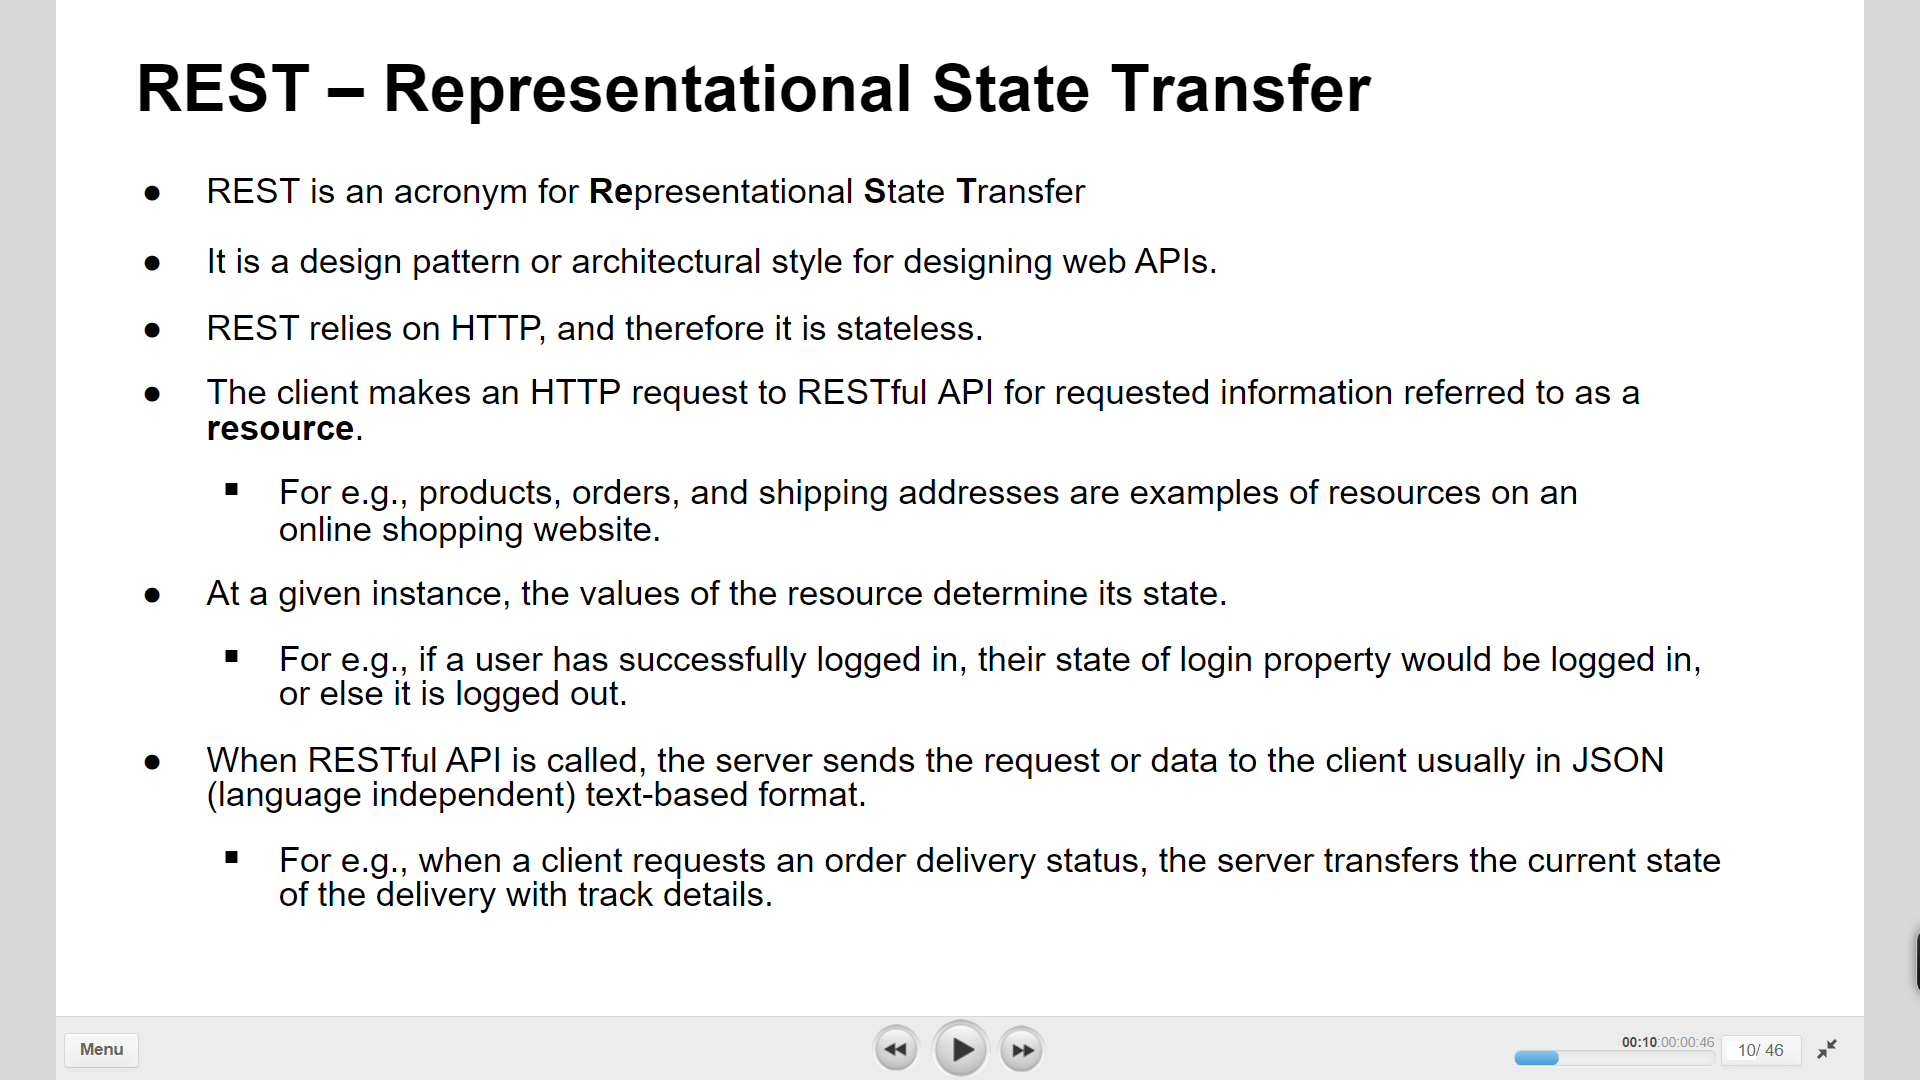 REST – Representational State Transfer
● REST is an acronym for Representational State Transfer
● It is a design pattern or architectural style for designing web APIs.
● REST relies on HTTP, and therefore it is stateless.
● The client makes an HTTP request to RESTful API for requested information referred to as a
resource.
▪ For e.g., products, orders, and shipping addresses are examples of resources on an
online shopping website.
● At a given instance, the values of the resource determine its state.
▪ For e.g., if a user has successfully logged in, their state of login property would be logged in,
or else it is logged out.
● When RESTful API is called, the server sends the request or data to the client usually in JSON
(language independent) text-based format.
▪ For e.g., when a client requests an order delivery status, the server transfers the current state
of the delivery with track details.
Menu
00:10:00:00:46
10/ 46